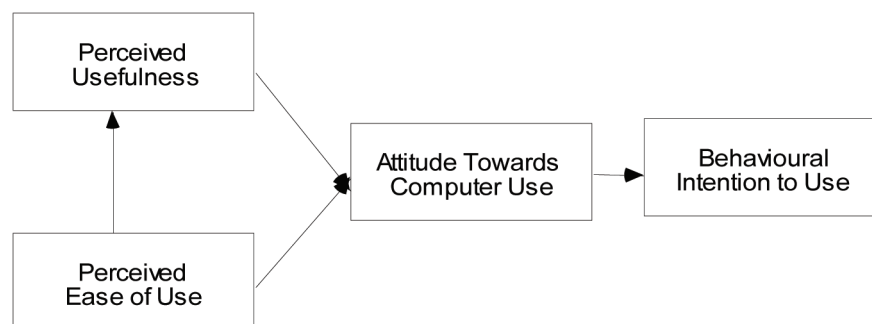 Perceived
Usefulness
Attitude Towards
Computer Use
Behavioural
Intention to Use
Perceived
Ease of Use